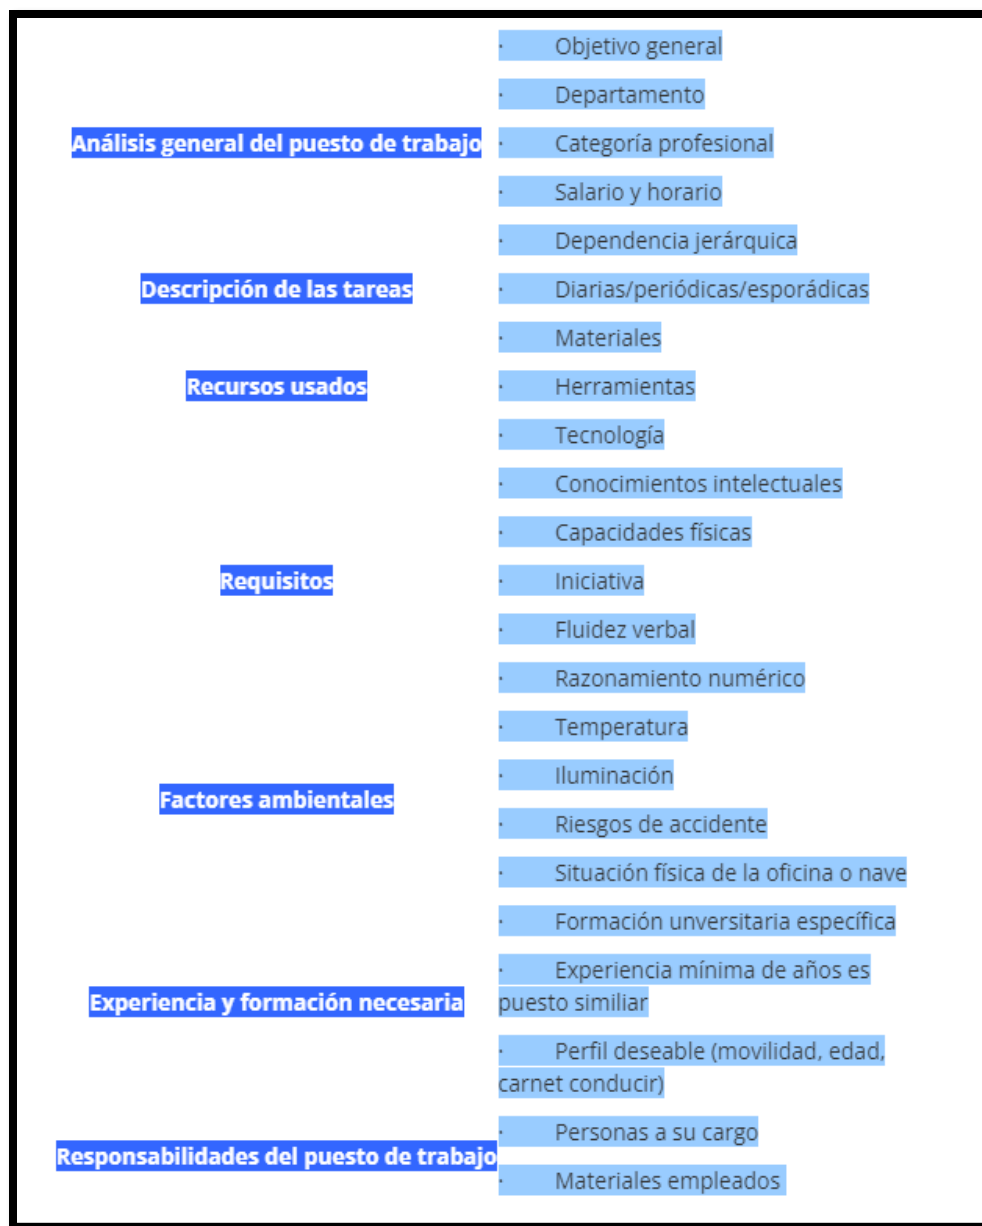 · Objetivo general
· Departamento
Análisis general del puesto de trabajo
· Categoría profesional
· Salario y horario
· Dependencia jerárquica
Descripción de las tareas
· Diarias/periódicas/esporádicas
· Materiales
Recursos usados
· Herramientas
· Tecnología
· Conocimientos intelectuales
· Capacidades físicas
Requisitos
· Iniciativa
· Fluidez verbal
· Razonamiento numérico
· Temperatura
· Iluminación
Factores ambientales
· Riesgos de accidente
· Situación física de la oficina o nave
· Formación unversitaria específica
· Experiencia mínima de años es
puesto similiar
Experiencia y formación necesaria
· Perfil deseable (movilidad, edad,
carnet conducir)
· Personas a su cargo
Responsabilidades del puesto de trabajo
· Materiales empleados